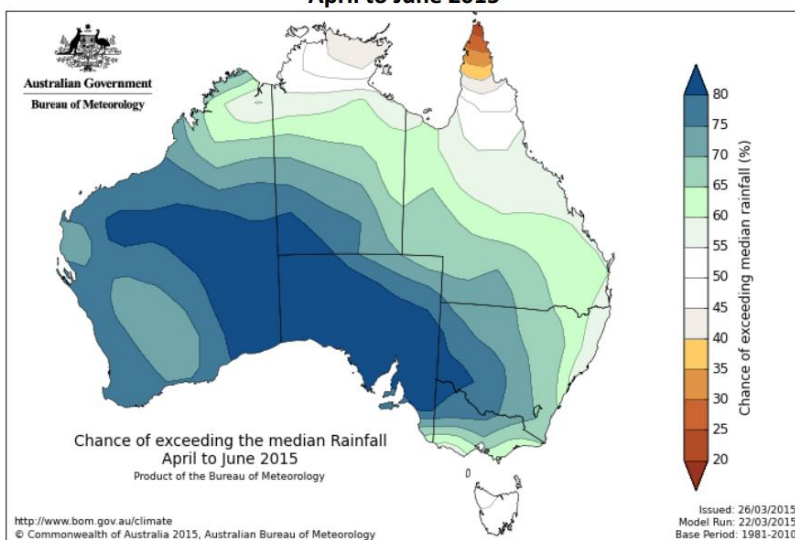 April to June 2015
Australian Government
Bureau of Meteorology
80
75
70
65
60
55
50
45
40
35
30
25
20
Chance of exceeding median rainfall (%)
Chance of exceeding the median Rainfall
April to June 2015
Product of the Bureau of Meteorology
http://www.bom.gov.au/climate
© Commonwealth of Australia 2015, Australian Bureau of Meteorology
Issued: 26/03/2015
Model Run: 22/03/2015
Base Period: 1981-2010